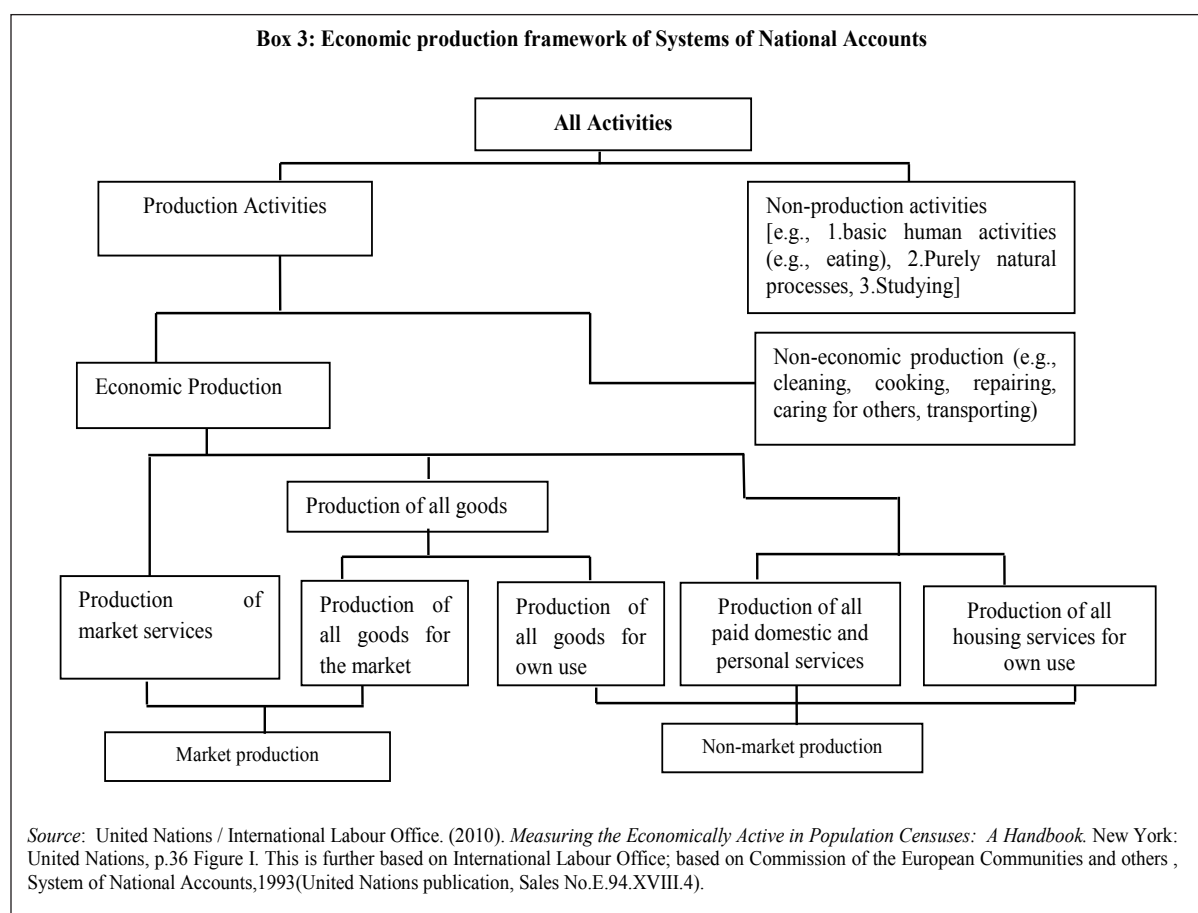 Box 3: Economic production framework of Systems of National Accounts
All Activities
Production Activities
Non-production activities
[e.g., 1.basic human activities
(e.g., eating), 2.Purely natural
processes, 3.Studying]
Economic Production
Non-economic production (e.g.,
cleaning, cooking, repairing,
caring for others, transporting)
Production of all goods
Production of
market services
Production of
all goods for
the market
Production of
all goods for
own use
Production of all
paid domestic and
personal services
Production of all
housing services for
own use
Market production
Non-market production
Source: United Nations / International Labour Office. (2010). Measuring the Economically Active in Population Censuses: A Handbook. New York:
United Nations, p.36 Figure I. This is further based on International Labour Office; based on Commission of the European Communities and others ,
System of National Accounts,1993(United Nations publication, Sales No.E.94.XVIII.4).